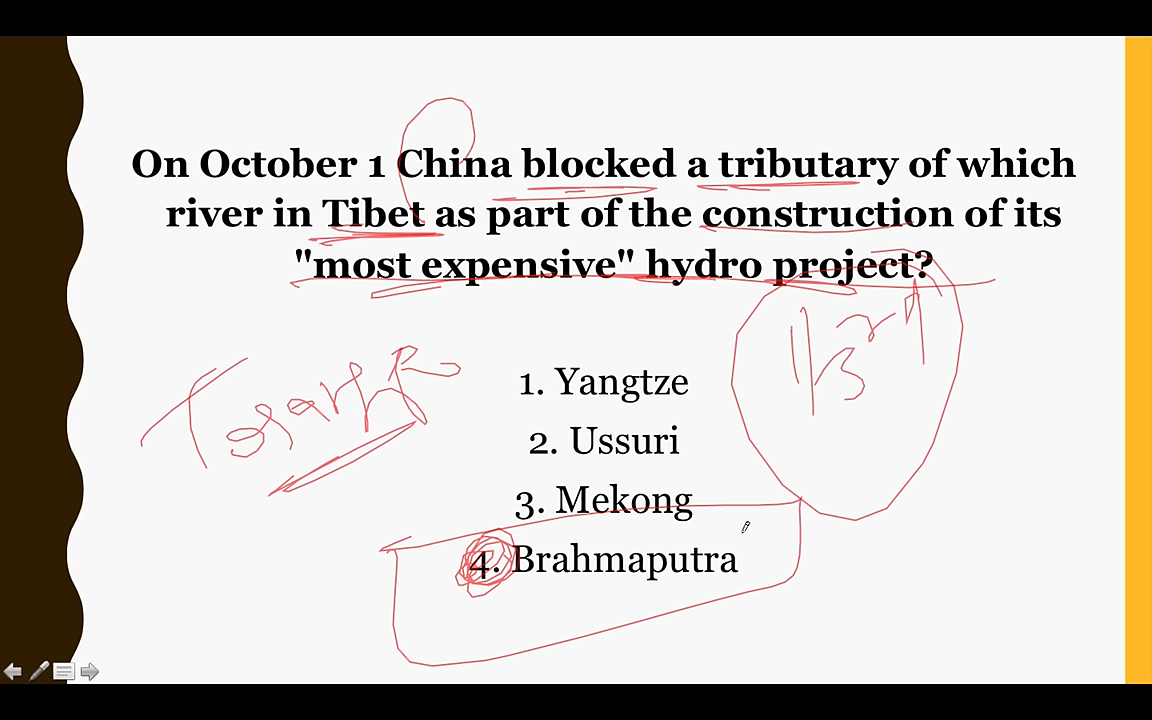 On October 1 China blocked a tributary of which
river in Tibet as part of the construction of its
"most expensive" hydro project?
1. Yangtze
2. Ussuri
3. Mekong
4. Brahmaputra